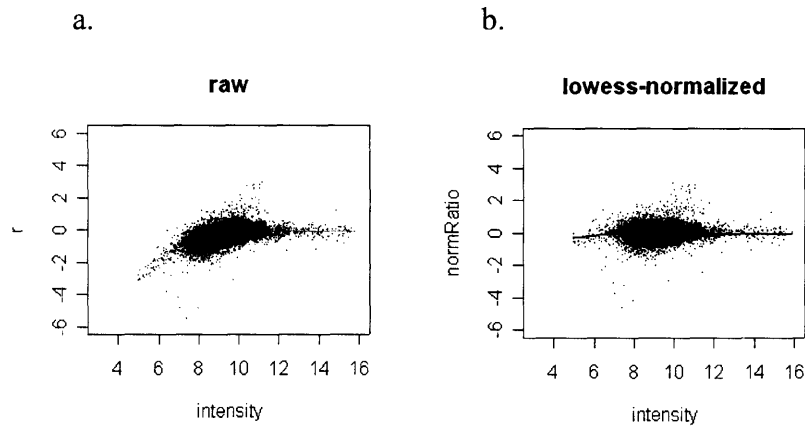 a.
b.
raw
lowess-normalized
6
4
2
0
-2
-4
-6
r
4 6 8 10 12 14 16
intensity
6
4
2
0
-2
-4
-6
normRatio
4 6 8 10 12 14 16
intensity